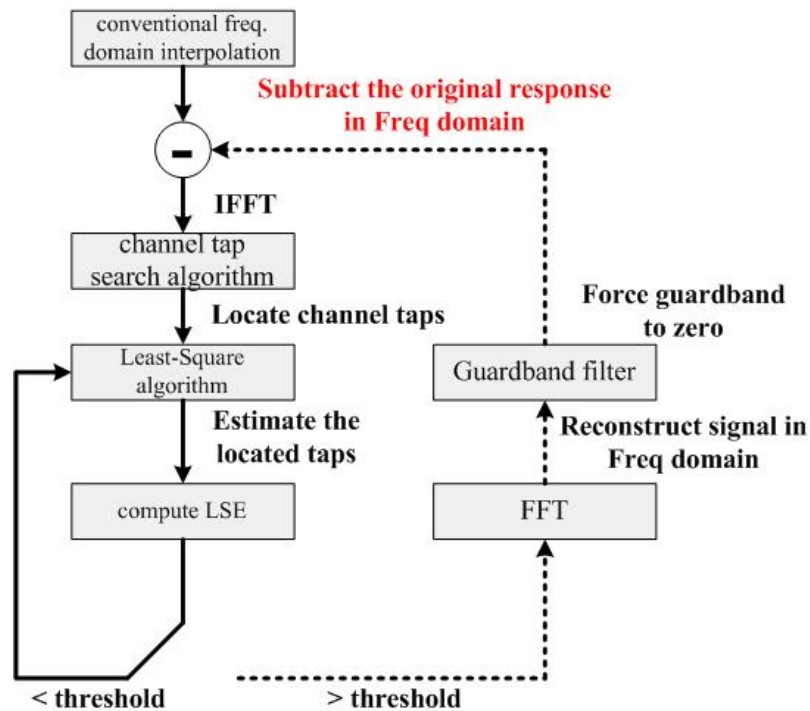 conventional freq.
domain interpolation
Subtract the original response
in Freq domain
-
IFFT
channel tap
search algorithm
Locate channel taps
Force guardband
to zero
Least-Square
algorithm
Guardband filter
Estimate the
located taps
Reconstruct signal in
Freq domain
compute LSE
FFT
< threshold
> threshold